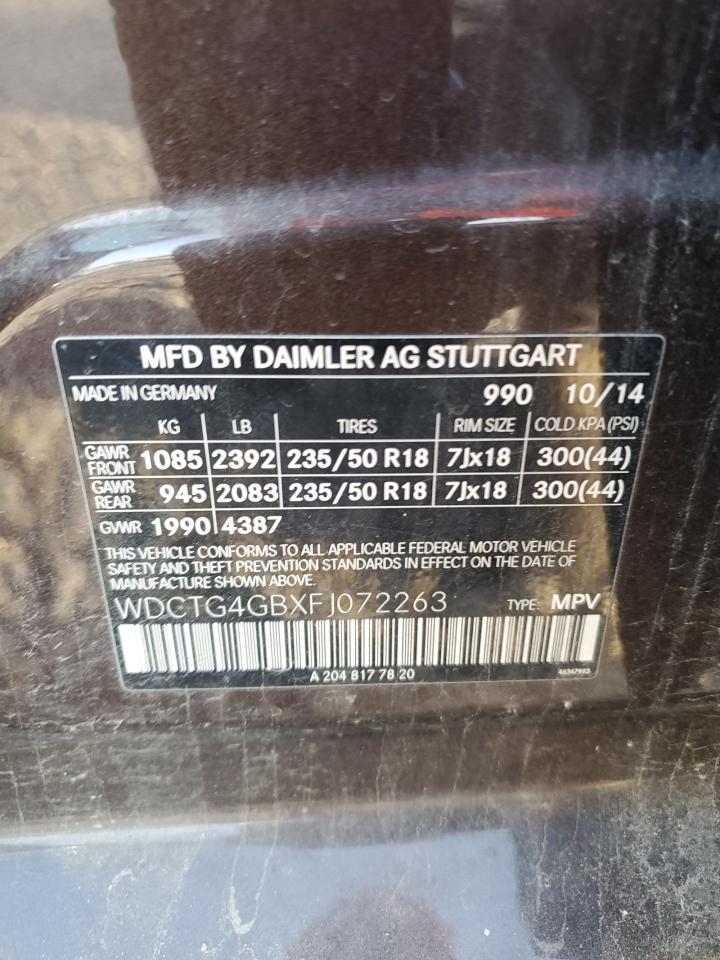 MFD BY DAIMLER AG STUTTGART
MADE IN GERMANY 990 10/14
KG LB TIRES RIM SIZE COLD KPA (PSI)
GAWR FRONT 1085 2392 235/50 R18 7Jx18 300(44)
GAWR REAR 945 2083 235/50 R18 7Jx18 300(44)
GVWR 1990 4387
THIS VEHICLE CONFORMS TO ALL APPLICABLE FEDERAL MOTOR VEHICLE
SAFETY AND THEFT PREVENTION STANDARDS IN EFFECT ON THE DATE OF
MANUFACTURE SHOWN ABOVE.
WDCTG4GBXFJ072263 TYPE: MPV
A 204 817 78 20